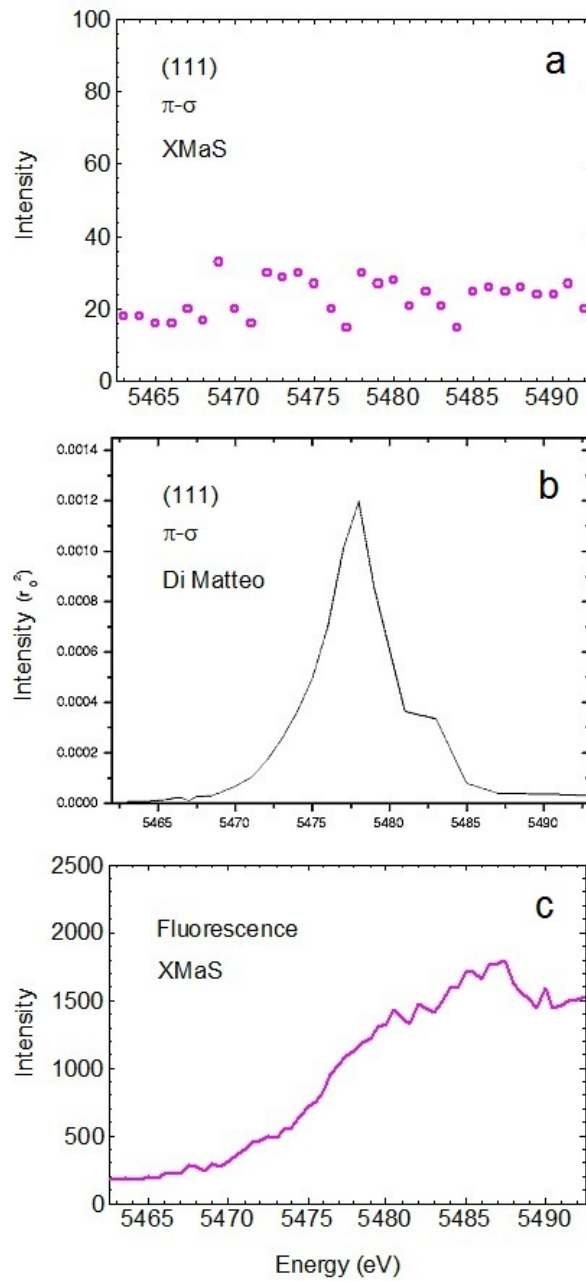 100
80
60
40
20
0
Intensity
(111)
π-σ
XMaS
a
5465 5470 5475 5480 5485 5490
0.0014
0.0012
0.0010
0.0008
0.0006
0.0004
0.0002
0.0000
Intensity (r₀²)
(111)
π-σ
Di Matteo
b
5465 5470 5475 5480 5485 5490
2500
2000
1500
1000
500
0
Intensity
Fluorescence
XMaS
c
5465 5470 5475 5480 5485 5490
Energy (eV)